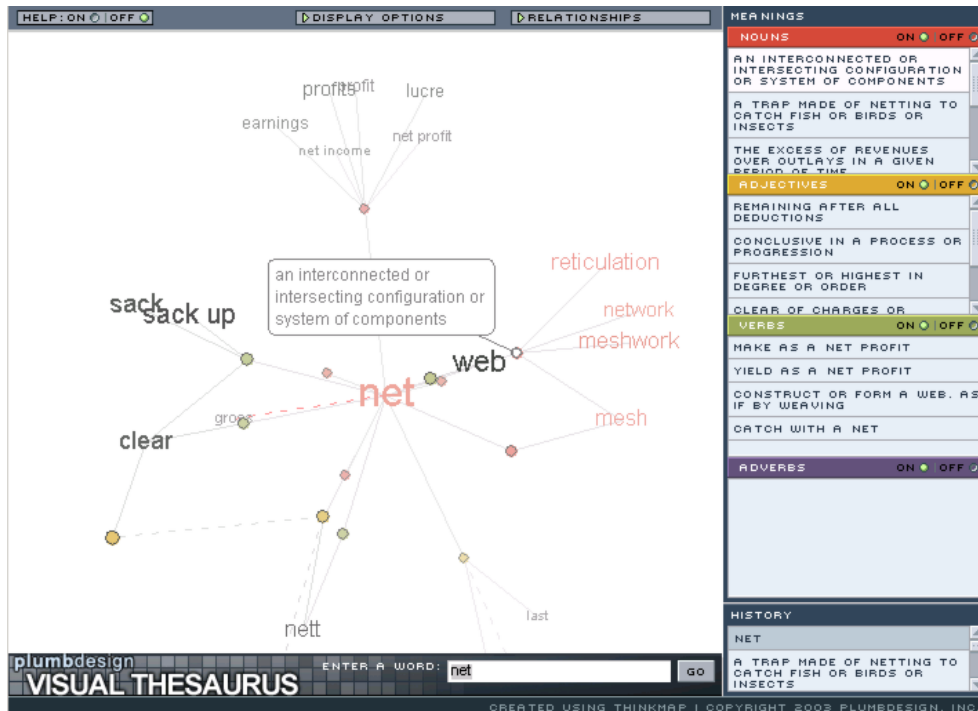 HELP: ON | OFF
DISPLAY OPTIONS
RELATIONSHIPS
profits
profit
lucre
earnings
net income
net profit
an interconnected or
intersecting configuration or
system of components
reticulation
network
meshwork
mesh
sack
sack up
web
net
gross
clear
nett
last
MEANINGS
NOUNS ON | OFF
AN INTERCONNECTED OR
INTERSECTING CONFIGURATION
OR SYSTEM OF COMPONENTS
A TRAP MADE OF NETTING TO
CATCH FISH OR BIRDS OR
INSECTS
THE EXCESS OF REVENUES
OVER OUTLAYS IN A GIVEN
PERIOD OF TIME
ADJECTIVES ON | OFF
REMAINING AFTER ALL
DEDUCTIONS
CONCLUSIVE IN A PROCESS OR
PROGRESSION
FURTHEST OR HIGHEST IN
DEGREE OR ORDER
CLEAR OF CHARGES OR
VERBS ON | OFF
MAKE AS A NET PROFIT
YIELD AS A NET PROFIT
CONSTRUCT OR FORM A WEB, AS
IF BY WEAVING
CATCH WITH A NET
ADVERBS ON | OFF
HISTORY
NET
A TRAP MADE OF NETTING TO
CATCH FISH OR BIRDS OR
INSECTS
plumbdesign
VISUAL THESAURUS
ENTER A WORD: net GO
CREATED USING THINKMAP | COPYRIGHT 2003 PLUMBDESIGN, INC